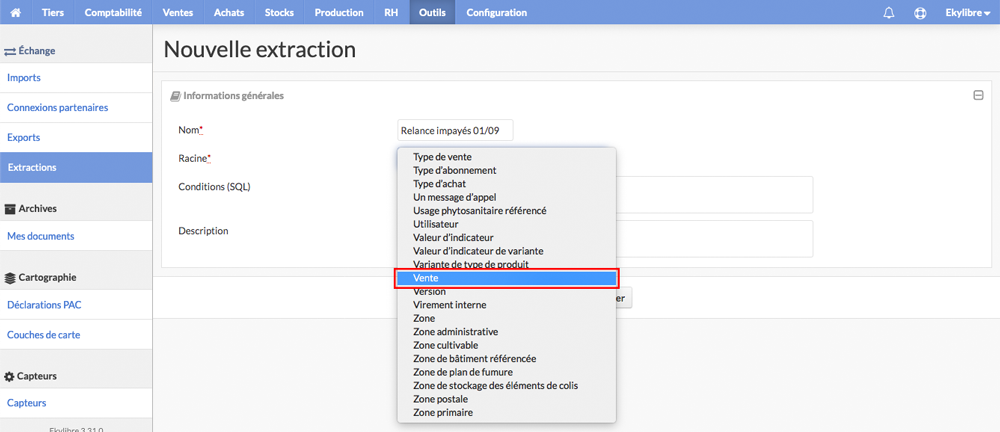 Tiers Comptabilité Ventes Achats Stocks Production RH Outils Configuration Ekylibre
Échange
Imports
Connexions partenaires
Exports
Extractions
Archives
Mes documents
Cartographie
Déclarations PAC
Couches de carte
Capteurs
Capteurs
Ekylibre 3.31.0
Nouvelle extraction
Informations générales
Nom* Relance impayés 01/09
Racine*
Conditions (SQL)
Description
Type de vente
Type d'abonnement
Type d'achat
Un message d'appel
Usage phytosanitaire référencé
Utilisateur
Valeur d'indicateur
Valeur d'indicateur de variante
Variante de type de produit
Vente
Version
Virement interne
Zone
Zone administrative
Zone cultivable
Zone de bâtiment référencée
Zone de plan de fumure
Zone de stockage des éléments de colis
Zone postale
Zone primaire
er